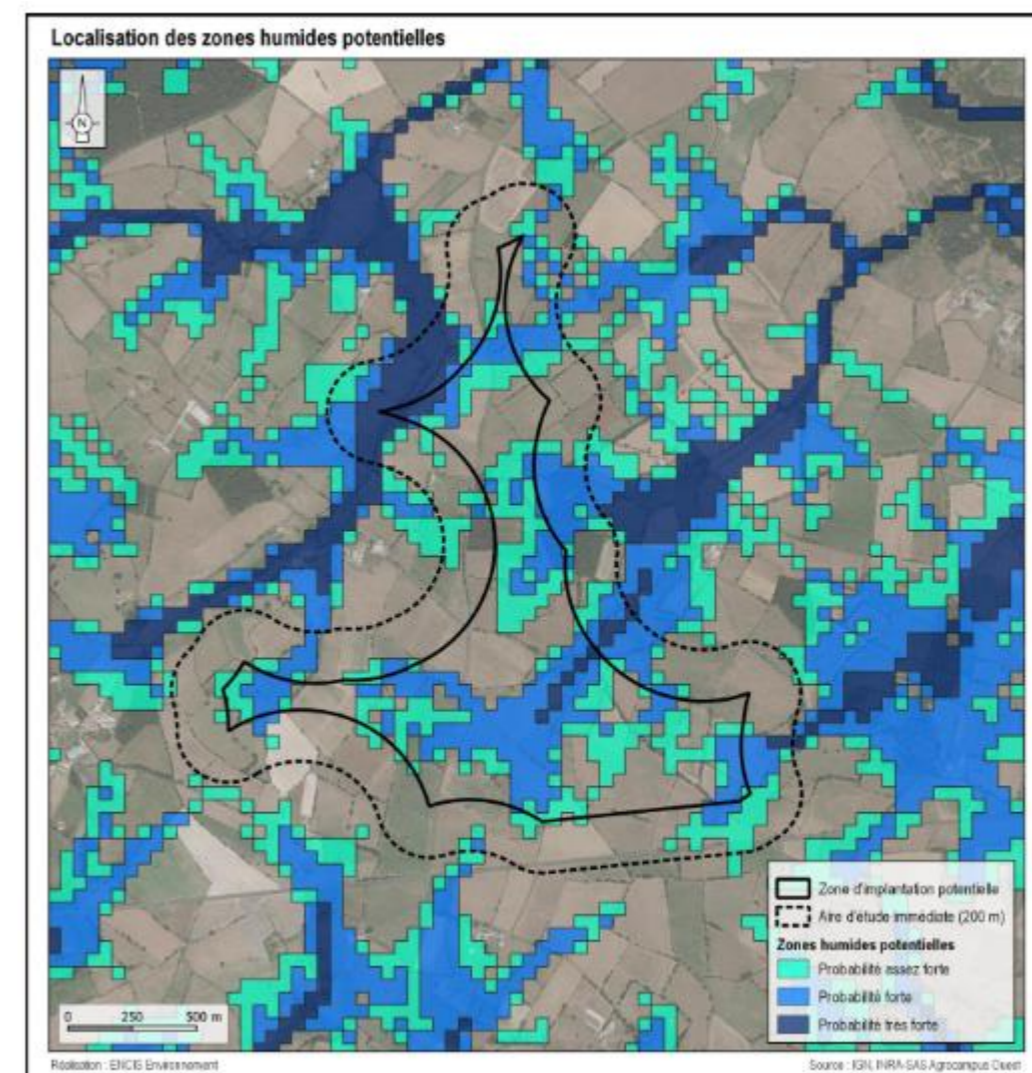 Localisation des zones humides potentielles
N
Zone d'implantation potentielle
Aire d'étude immédiate (200 m)
Zones humides potentielles
Probabilité assez forte
Probabilité forte
Probabilité très forte
0 250 500 m
Réalisation : ENCIS Environnement
Source : IGN, INRA-SAS Agrocampus Ouest